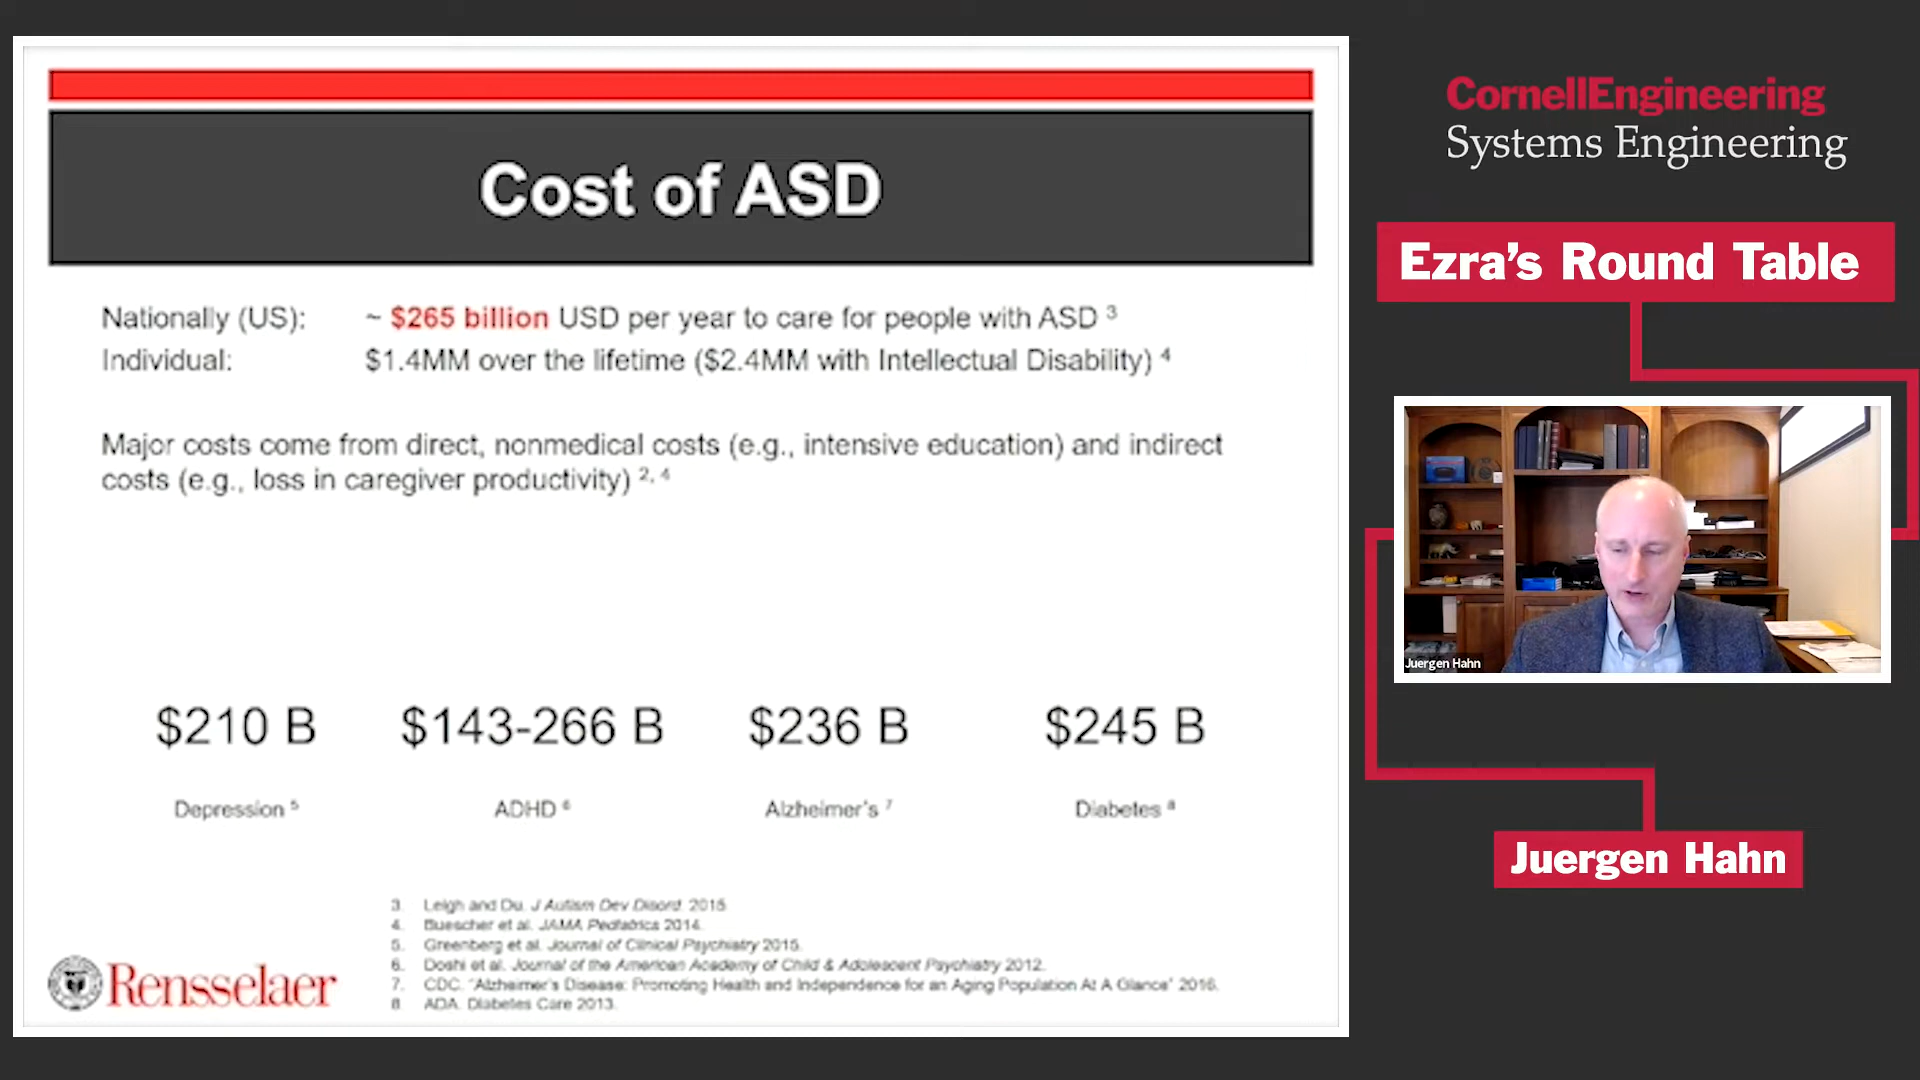 Cost of ASD
Nationally (US): ~ $265 billion USD per year to care for people with ASD 3
Individual: $1.4MM over the lifetime ($2.4MM with Intellectual Disability) 4
Major costs come from direct, nonmedical costs (e.g., intensive education) and indirect
costs (e.g., loss in caregiver productivity) 2, 4
$210 B $143-266 B $236 B $245 B
Depression 5 ADHD 6 Alzheimer's 7 Diabetes 8
3. Leigh and Du. J Autism Dev Disord. 2015
4. Buescher et al. JAMA Pediatrics 2014.
5. Greenberg et al. Journal of Clinical Psychiatry 2015.
6. Doshi et al. Journal of the American Academy of Child & Adolescent Psychiatry 2012.
7. CDC. "Alzheimer's Disease: Promoting Health and Independence for an Aging Population At A Glance" 2016.
8 ADA. Diabetes Care 2013.
Rensselaer
CornellEngineering
Systems Engineering
Ezra's Round Table
Juergen Hahn
Juergen Hahn